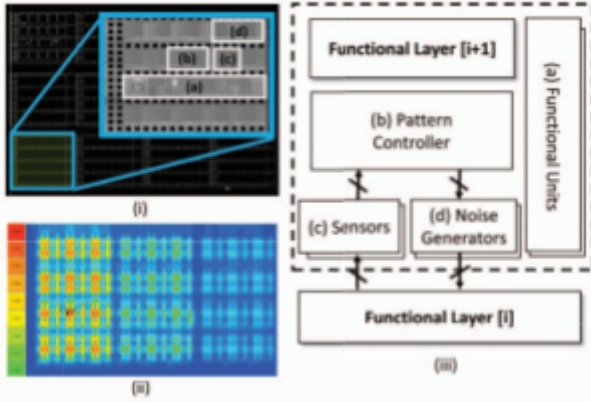 (d)
(b)
(c)
(a)
(i)
(ii)
Functional Layer [i+1]
(b) Pattern
Controller
(c) Sensors
(d) Noise
Generators
(a) Functional Units
Functional Layer [i]
(iii)